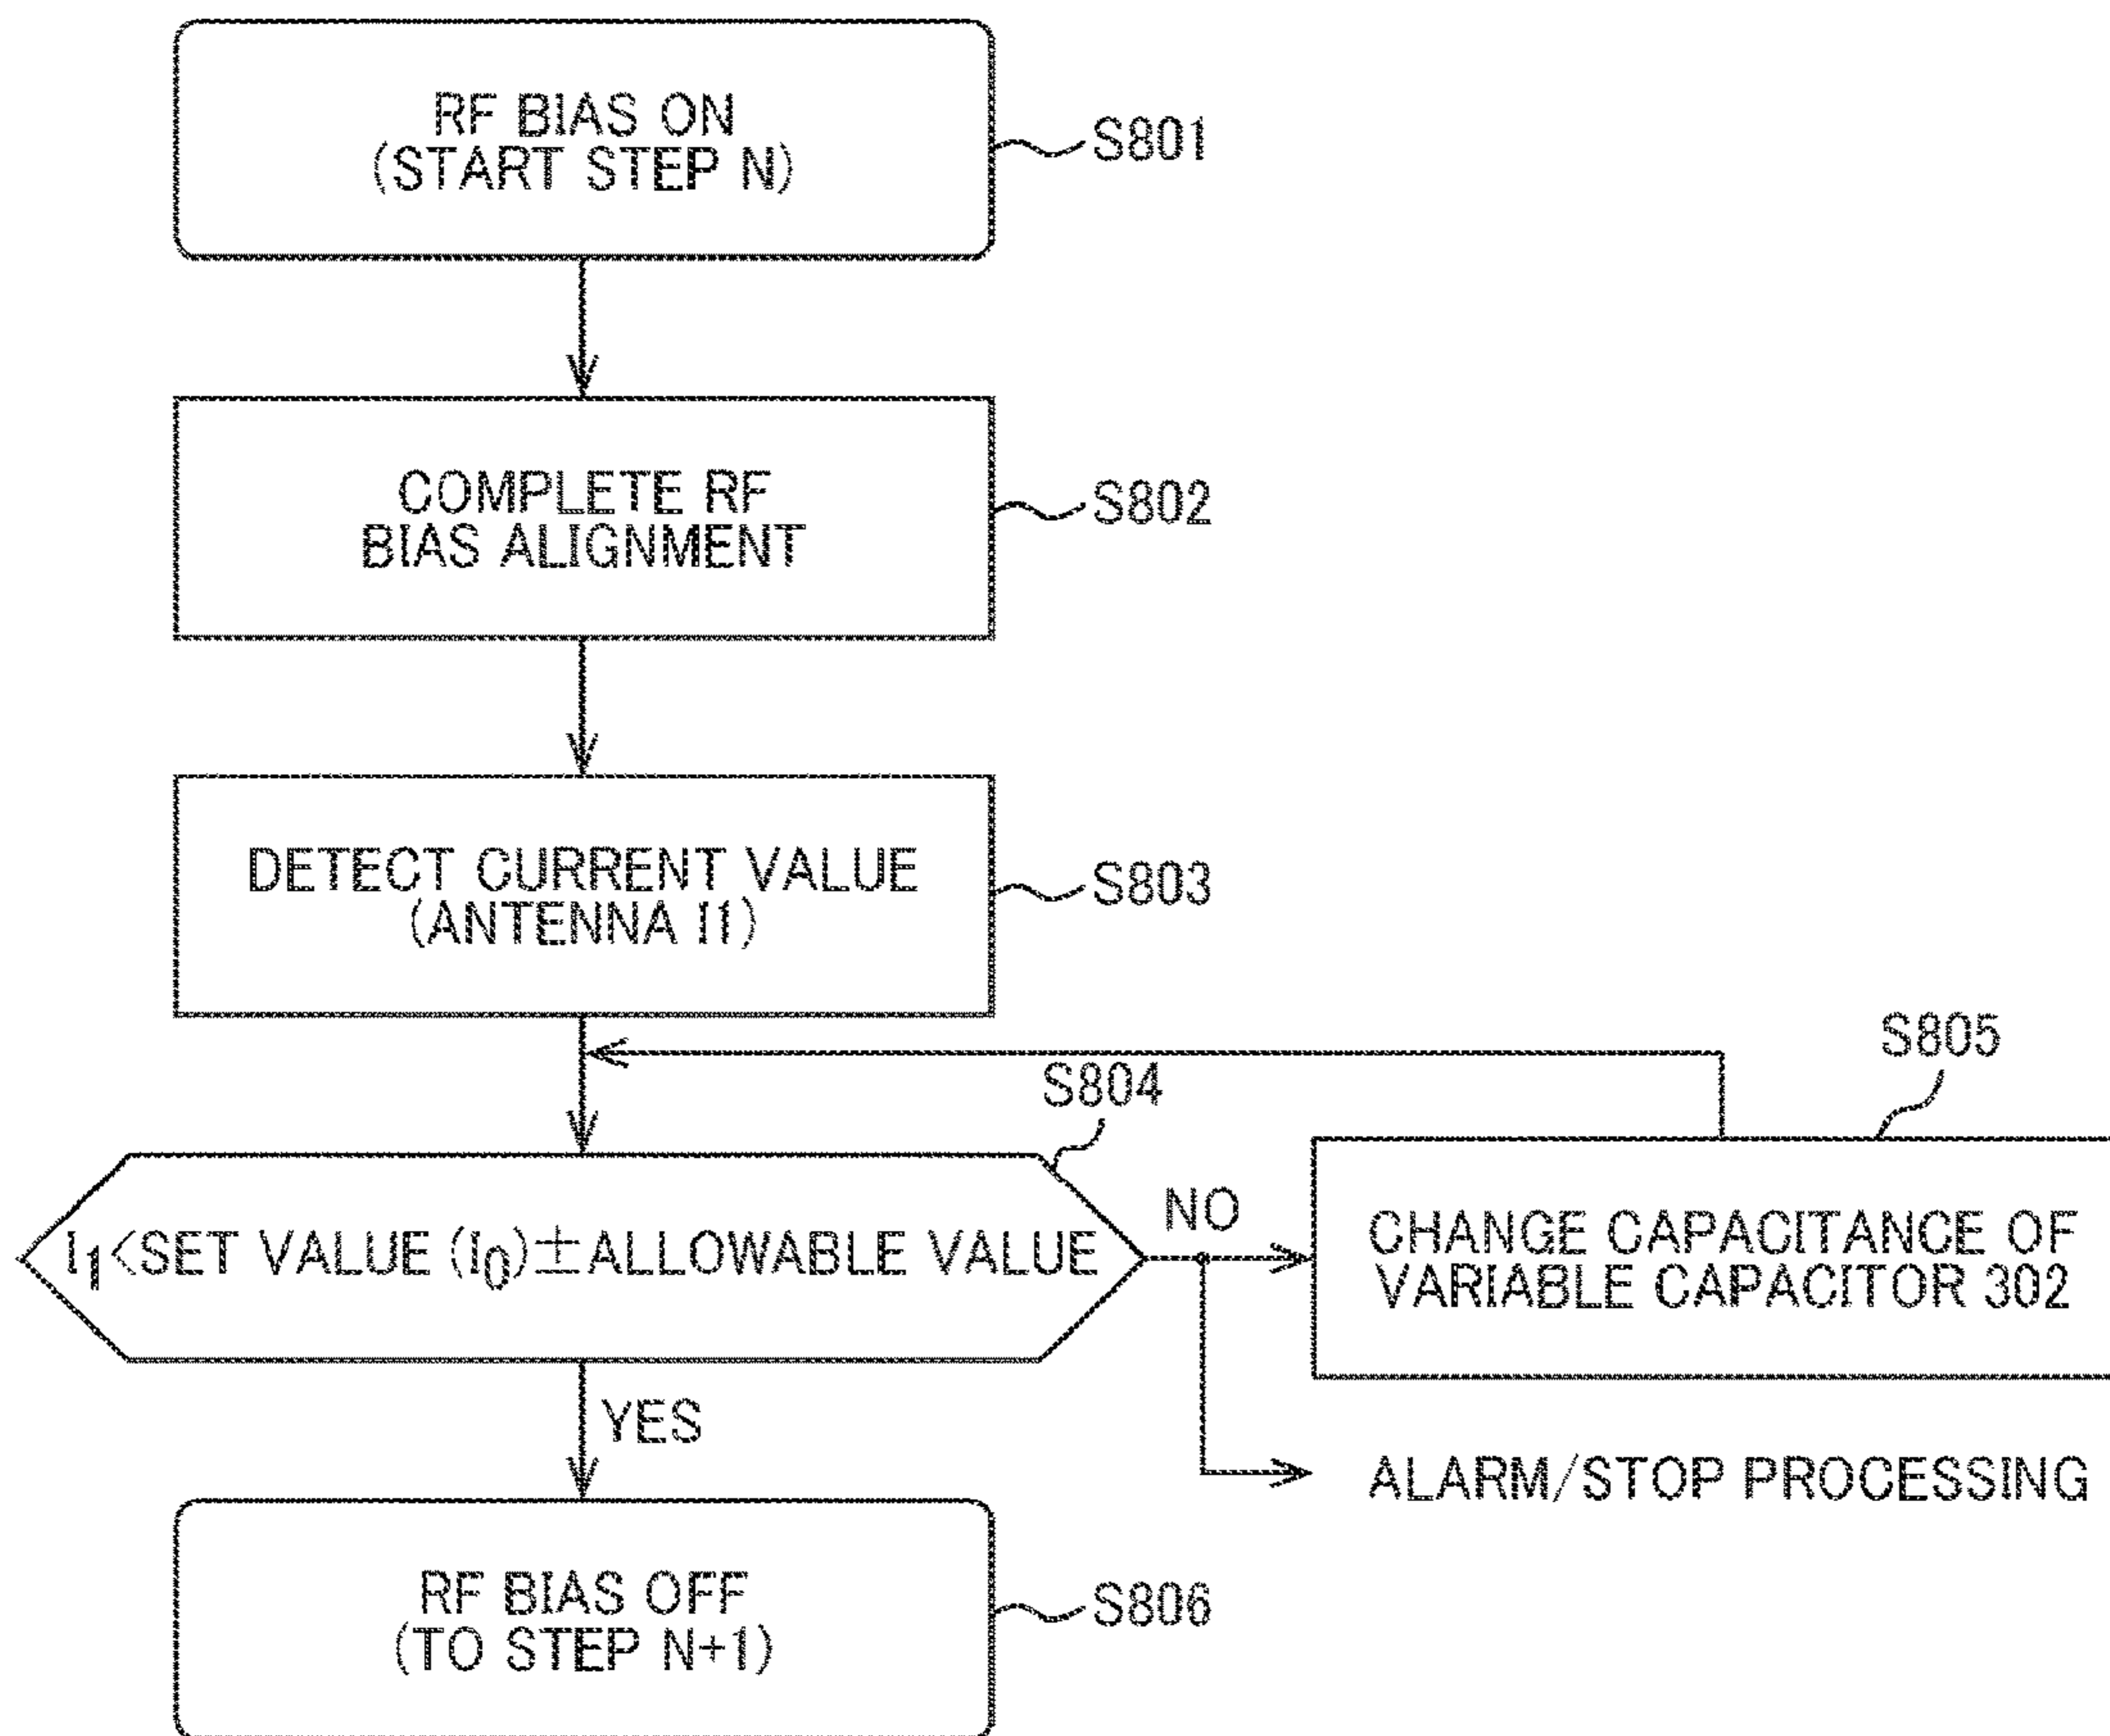 RF BIAS ON
(START STEP N)
S801
COMPLETE RF
BIAS ALIGNMENT
S802
DETECT CURRENT VALUE
(ANTENNA I1)
S803
S805
S804
I₁<SET VALUE (I₀)±ALLOWABLE VALUE
NO
CHANGE CAPACITANCE OF
VARIABLE CAPACITOR 302
YES
ALARM/STOP PROCESSING
RF BIAS OFF
(TO STEP N+1)
S806